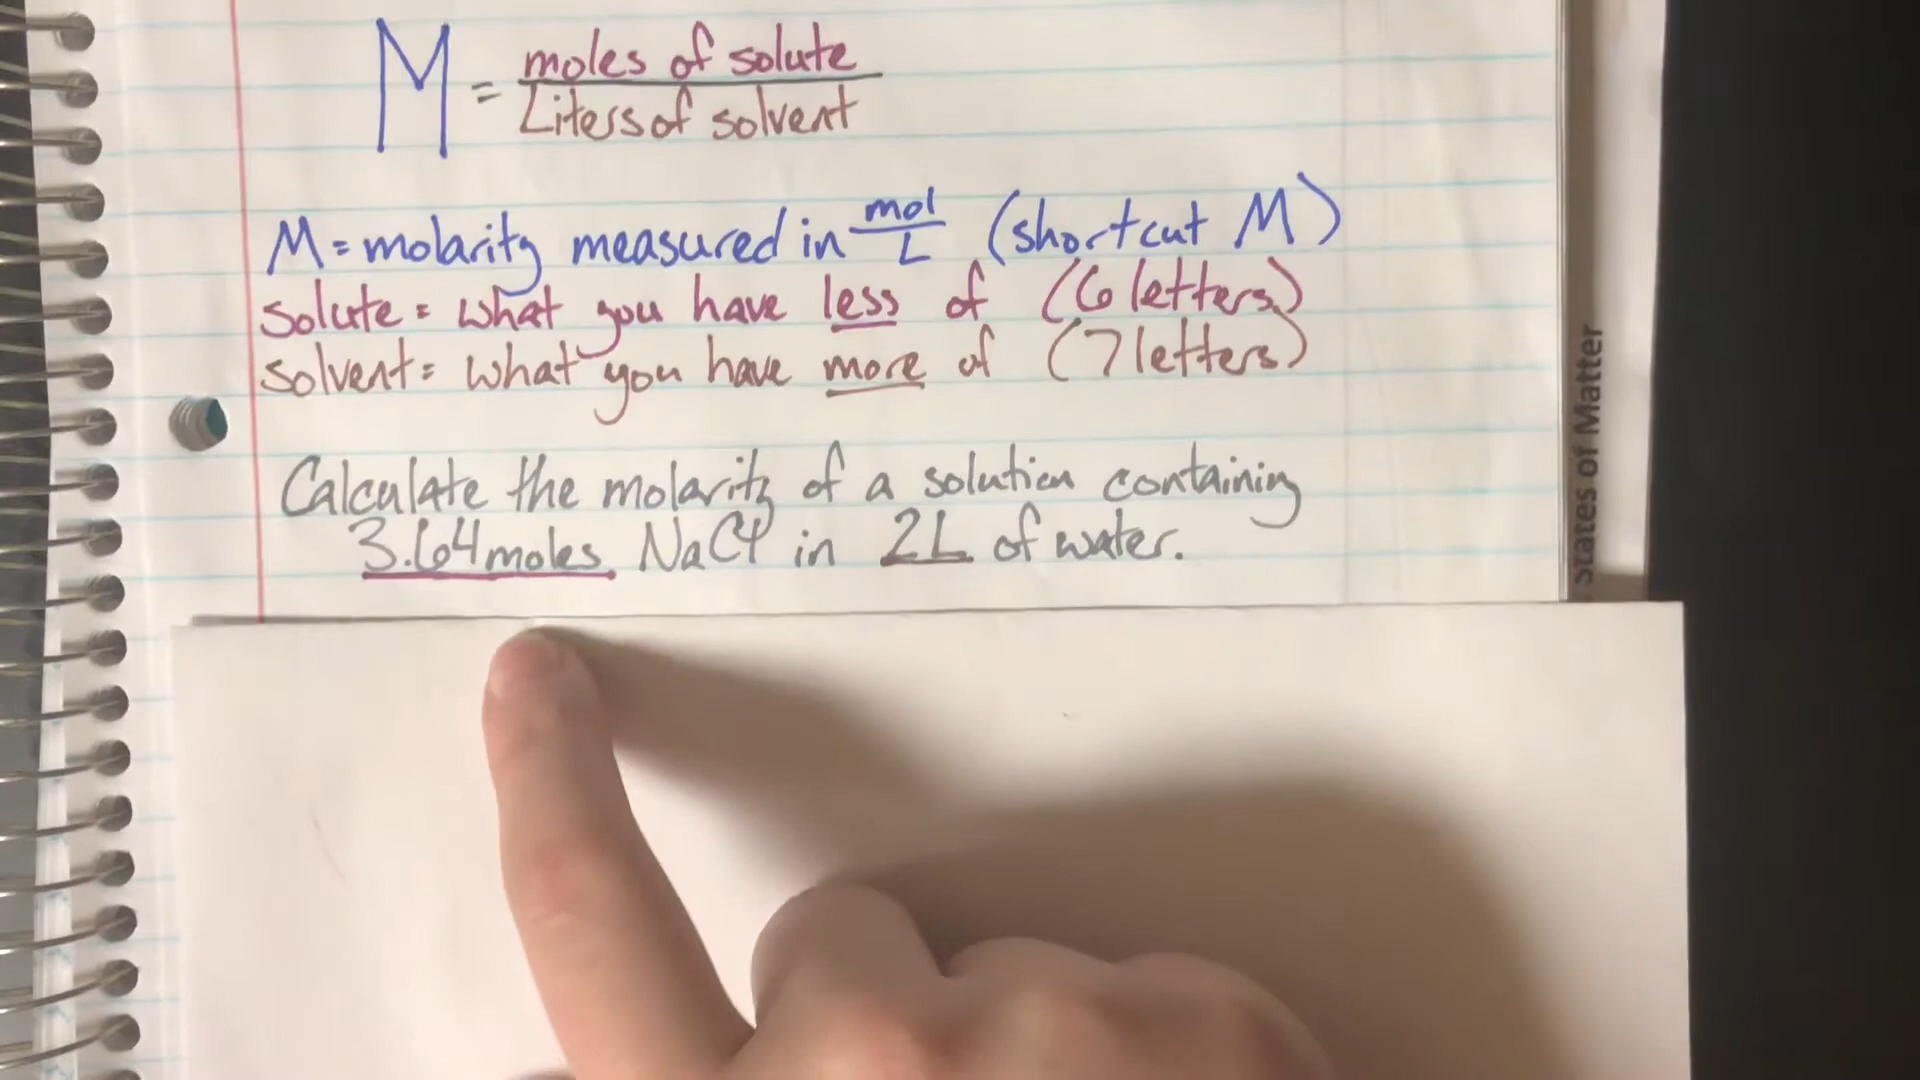 M = moles of solute
Liters of solvent
M = molarity measured in mol/L (shortcut M)
solute = what you have less of (6 letters)
solvent = what you have more of (7 letters)
Calculate the molarity of a solution containing
3.64 moles NaCl in 2L of water.
States of Matter